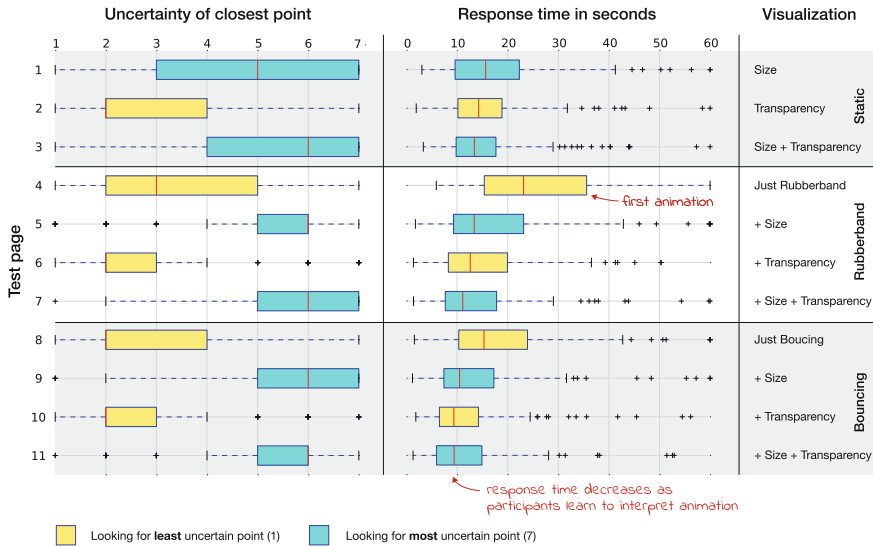 Uncertainty of closest point Response time in seconds Visualization
1 2 3 4 5 6 7 0 10 20 30 40 50 60
1 Size
2 Transparency
3 Size + Transparency
Static
4 Just Rubberband
first animation
5 + Size
6 + Transparency
7 + Size + Transparency
Rubberband
8 Just Boucing
9 + Size
10 + Transparency
11 + Size + Transparency
Bouncing
Test page
response time decreases as
participants learn to interpret animation
Looking for least uncertain point (1) Looking for most uncertain point (7)